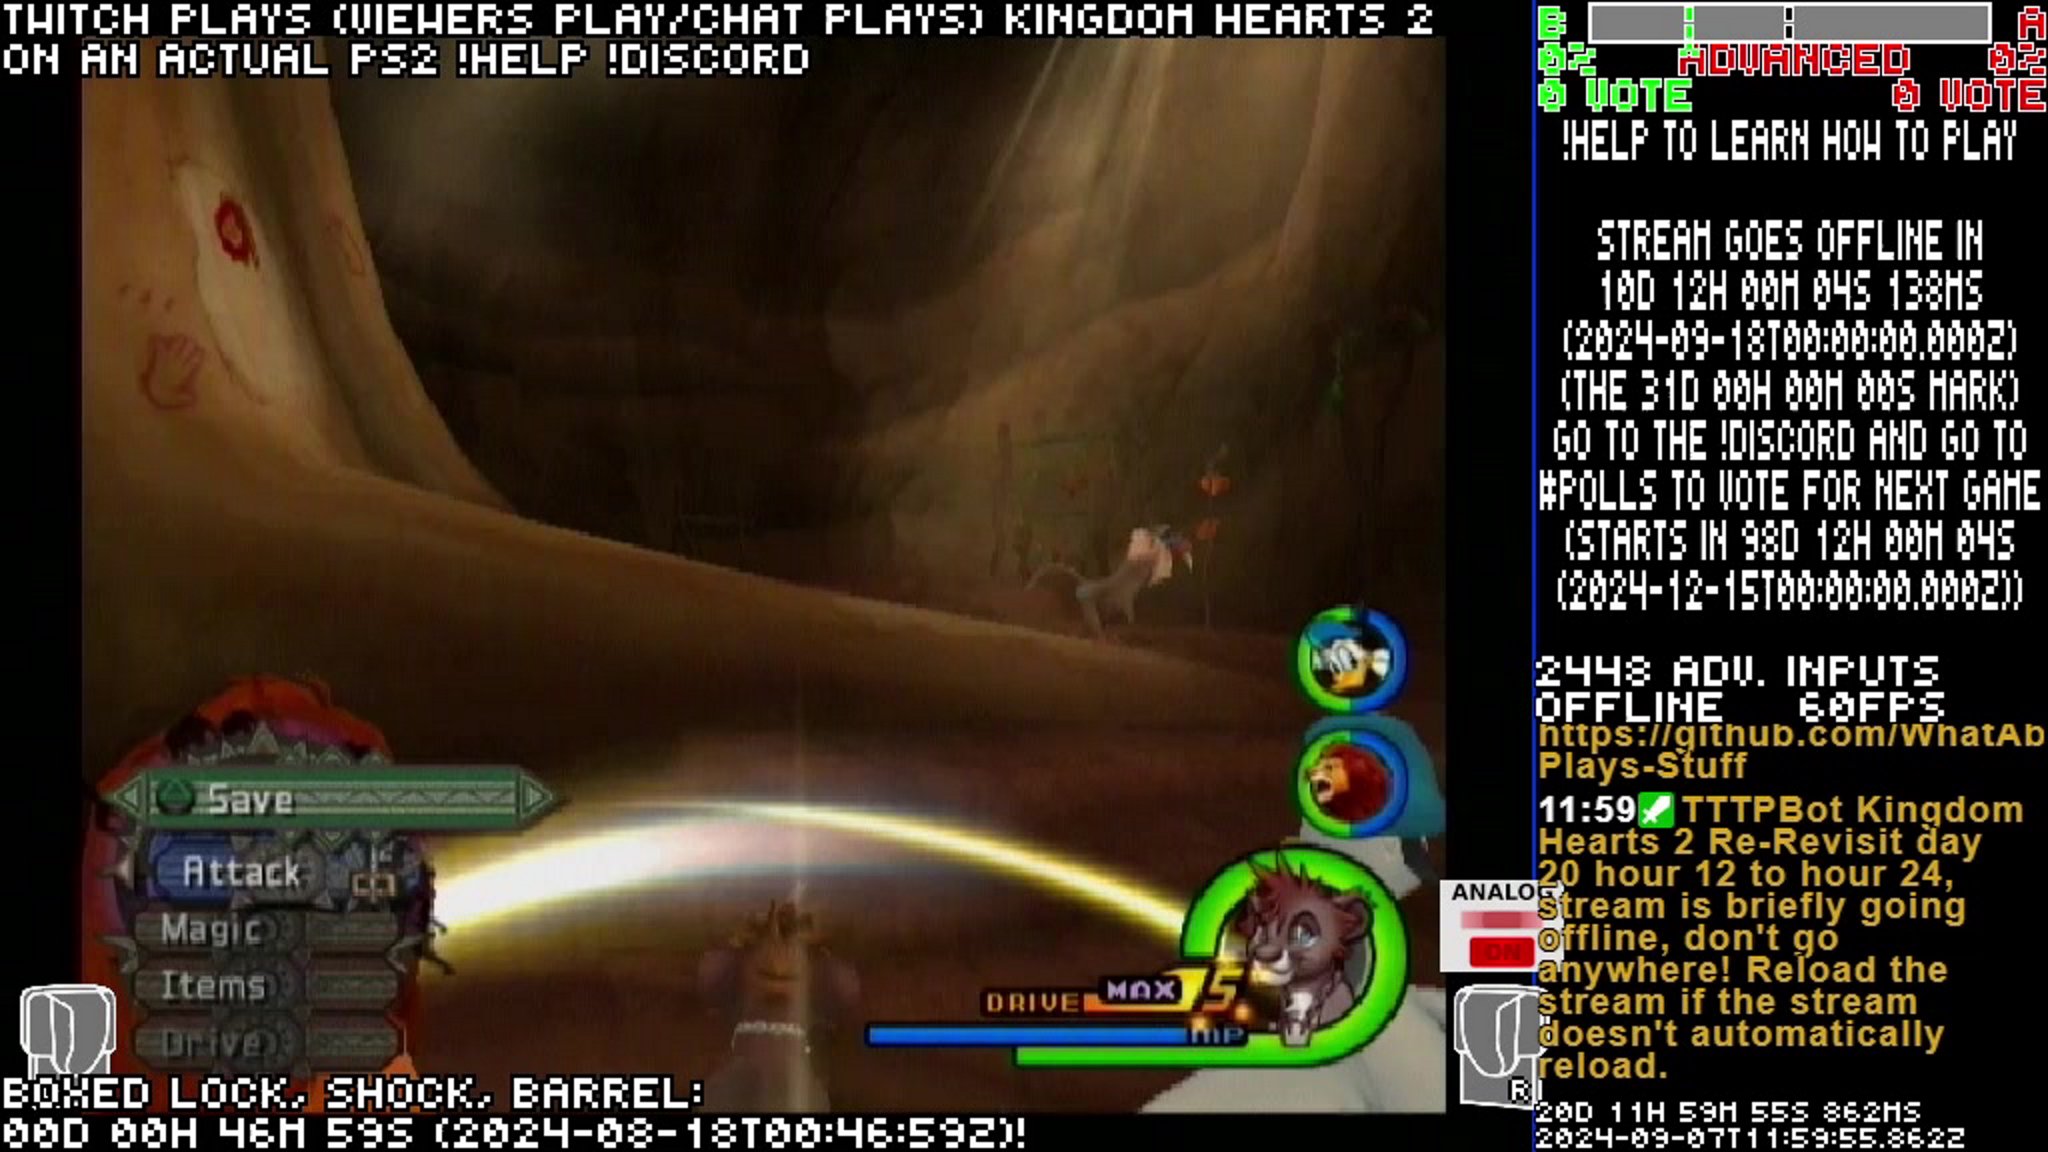 TWITCH PLAYS (VIEWERS PLAY/CHAT PLAYS) KINGDOM HEARTS 2
ON AN ACTUAL PS2 !HELP !DISCORD
B
A
0%
ADVANCED
0%
0 VOTE
0 VOTE
!HELP TO LEARN HOW TO PLAY
STREAM GOES OFFLINE IN
10D 12H 00M 04S 138MS
(2024-09-18T00:00:00.000Z)
(THE 31D 00H 00M 00S MARK)
GO TO THE !DISCORD AND GO TO
#POLLS TO VOTE FOR NEXT GAME
(STARTS IN 98D 12H 00M 04S
(2024-12-15T00:00:00.000Z))
2448 ADV. INPUTS
OFFLINE 60FPS
https://github.com/WhatAb
Plays-Stuff
11:59 TTTPBot Kingdom
Hearts 2 Re-Revisit day
20 hour 12 to hour 24,
stream is briefly going
offline, don't go
anywhere! Reload the
stream if the stream
doesn't automatically
reload.
20D 11H 59M 55S 862MS
2024-09-07T11:59:55.862Z
Save
Attack
Magic
Items
Drive
DRIVE MAX 5
MP
ANALOG
ON
R1
BOXED LOCK, SHOCK, BARREL:
00D 00H 46M 59S (2024-08-18T00:46:59Z)!